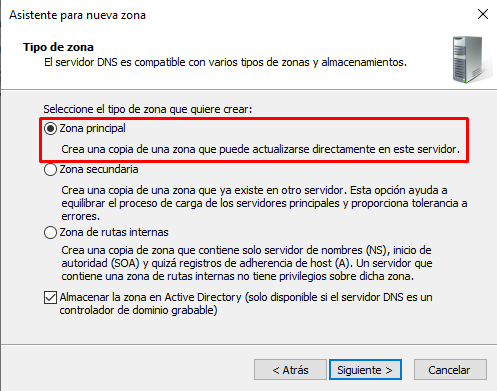 Asistente para nueva zona
Tipo de zona
El servidor DNS es compatible con varios tipos de zonas y almacenamientos.
Seleccione el tipo de zona que quiere crear:
Zona principal
Crea una copia de una zona que puede actualizarse directamente en este servidor.
Zona secundaria
Crea una copia de una zona que ya existe en otro servidor. Esta opción ayuda a
equilibrar el proceso de carga de los servidores principales y proporciona tolerancia a
errores.
Zona de rutas internas
Crea una copia de zona que contiene solo servidor de nombres (NS), inicio de
autoridad (SOA) y quizá registros de adherencia de host (A). Un servidor que
contiene una zona de rutas internas no tiene privilegios sobre dicha zona.
Almacenar la zona en Active Directory (solo disponible si el servidor DNS es un
controlador de dominio grabable)
< Atrás
Siguiente >
Cancelar